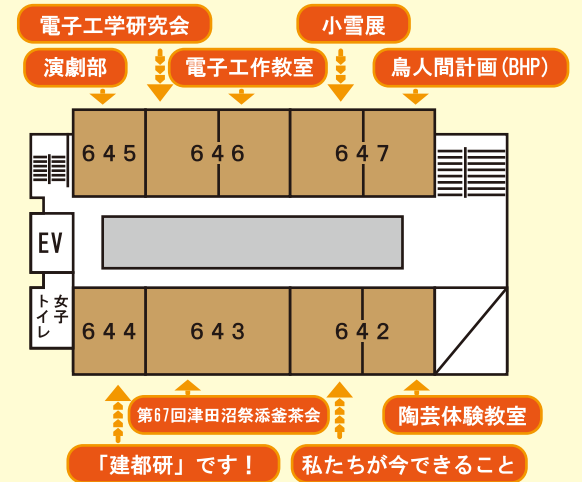 電子工学研究会
小雪展
演劇部
電子工作教室
鳥人間計画(BHP)
645
646
647
EV
女子
トイレ
644
643
642
第67回津田沼祭添釜茶会
陶芸体験教室
「建都研」です!
私たちが今できること